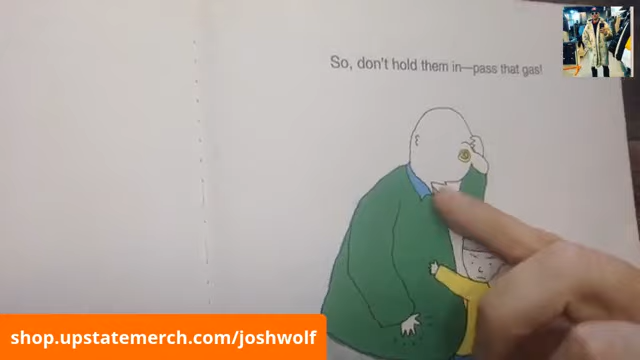 So, don't hold them in—pass that gas!
shop.upstatemerch.com/joshwolf